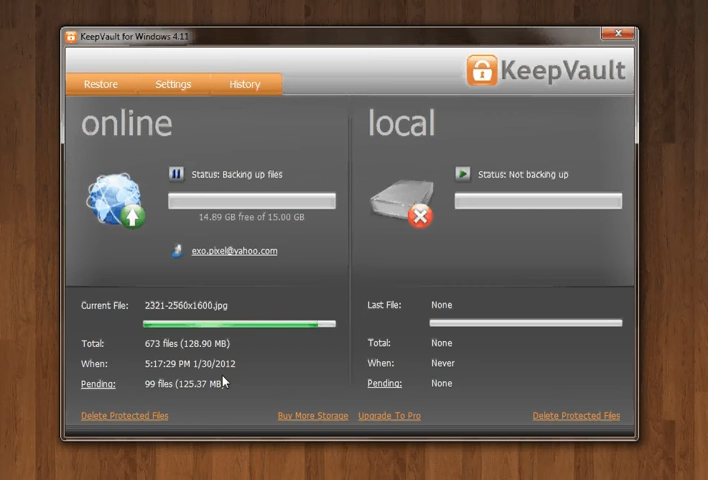 KeepVault for Windows 4.11
KeepVault
Restore
Settings
History
online
Status: Backing up files
14.89 GB free of 15.00 GB
exo.pixel@yahoo.com
Current File: 2321-2560x1600.jpg
Total: 673 files (128.90 MB)
When: 5:17:29 PM 1/30/2012
Pending: 99 files (125.37 MB)
Delete Protected Files
Buy More Storage
local
Status: Not backing up
Last File: None
Total: None
When: Never
Pending: None
Upgrade To Pro
Delete Protected Files